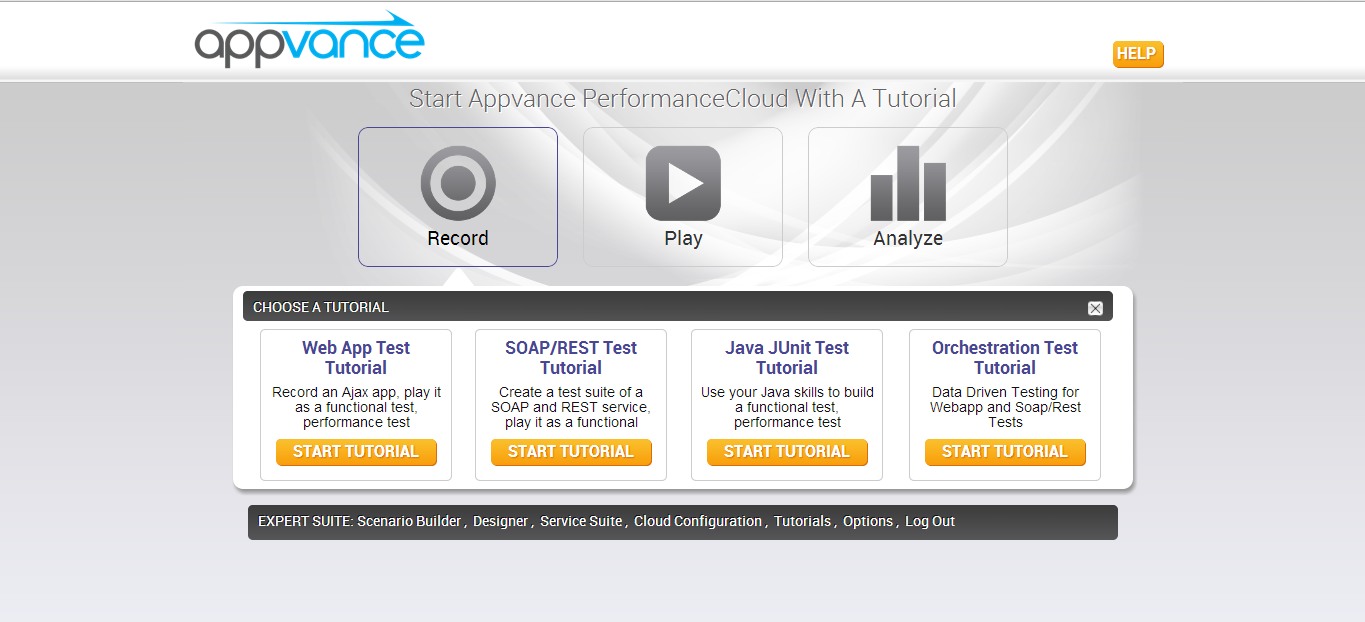 appvance
HELP
Start Appvance PerformanceCloud With A Tutorial
Record
Play
Analyze
CHOOSE A TUTORIAL
Web App Test
Tutorial
Record an Ajax app, play it
as a functional test,
performance test
START TUTORIAL
SOAP/REST Test
Tutorial
Create a test suite of a
SOAP and REST service,
play it as a functional
START TUTORIAL
Java JUnit Test
Tutorial
Use your Java skills to build
a functional test,
performance test
START TUTORIAL
Orchestration Test
Tutorial
Data Driven Testing for
Webapp and Soap/Rest
Tests
START TUTORIAL
EXPERT SUITE: Scenario Builder , Designer , Service Suite , Cloud Configuration , Tutorials , Options , Log Out